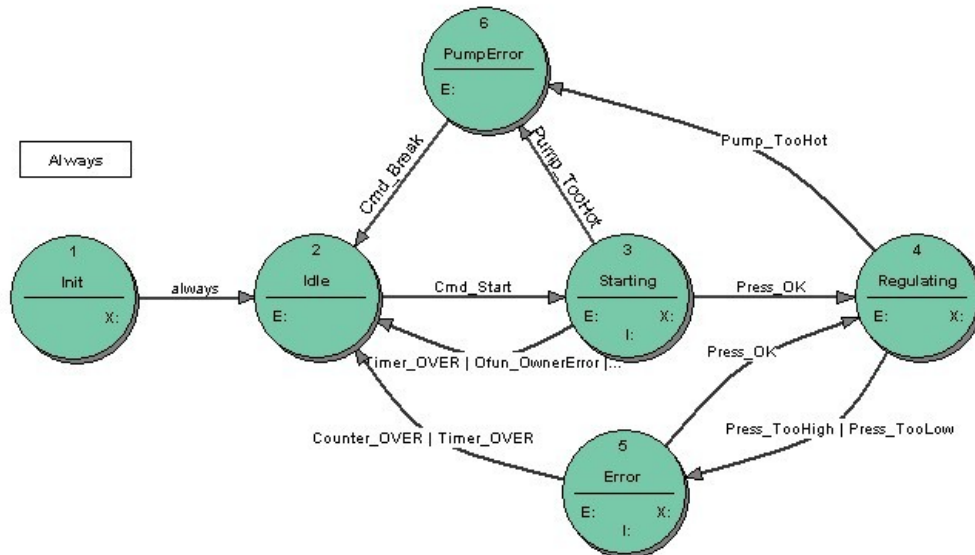 6
PumpError
E:
Always
Cmd_Break
Pump_TooHot
Pump_TooHot
1
Init
X:
always
2
Idle
E:
Cmd_Start
3
Starting
E: X:
I:
Press_OK
4
Regulating
E: X:
Timer_OVER | Ofun_OwnerError |...
Press_OK
Counter_OVER | Timer_OVER
Press_TooHigh | Press_TooLow
5
Error
E: X:
I: